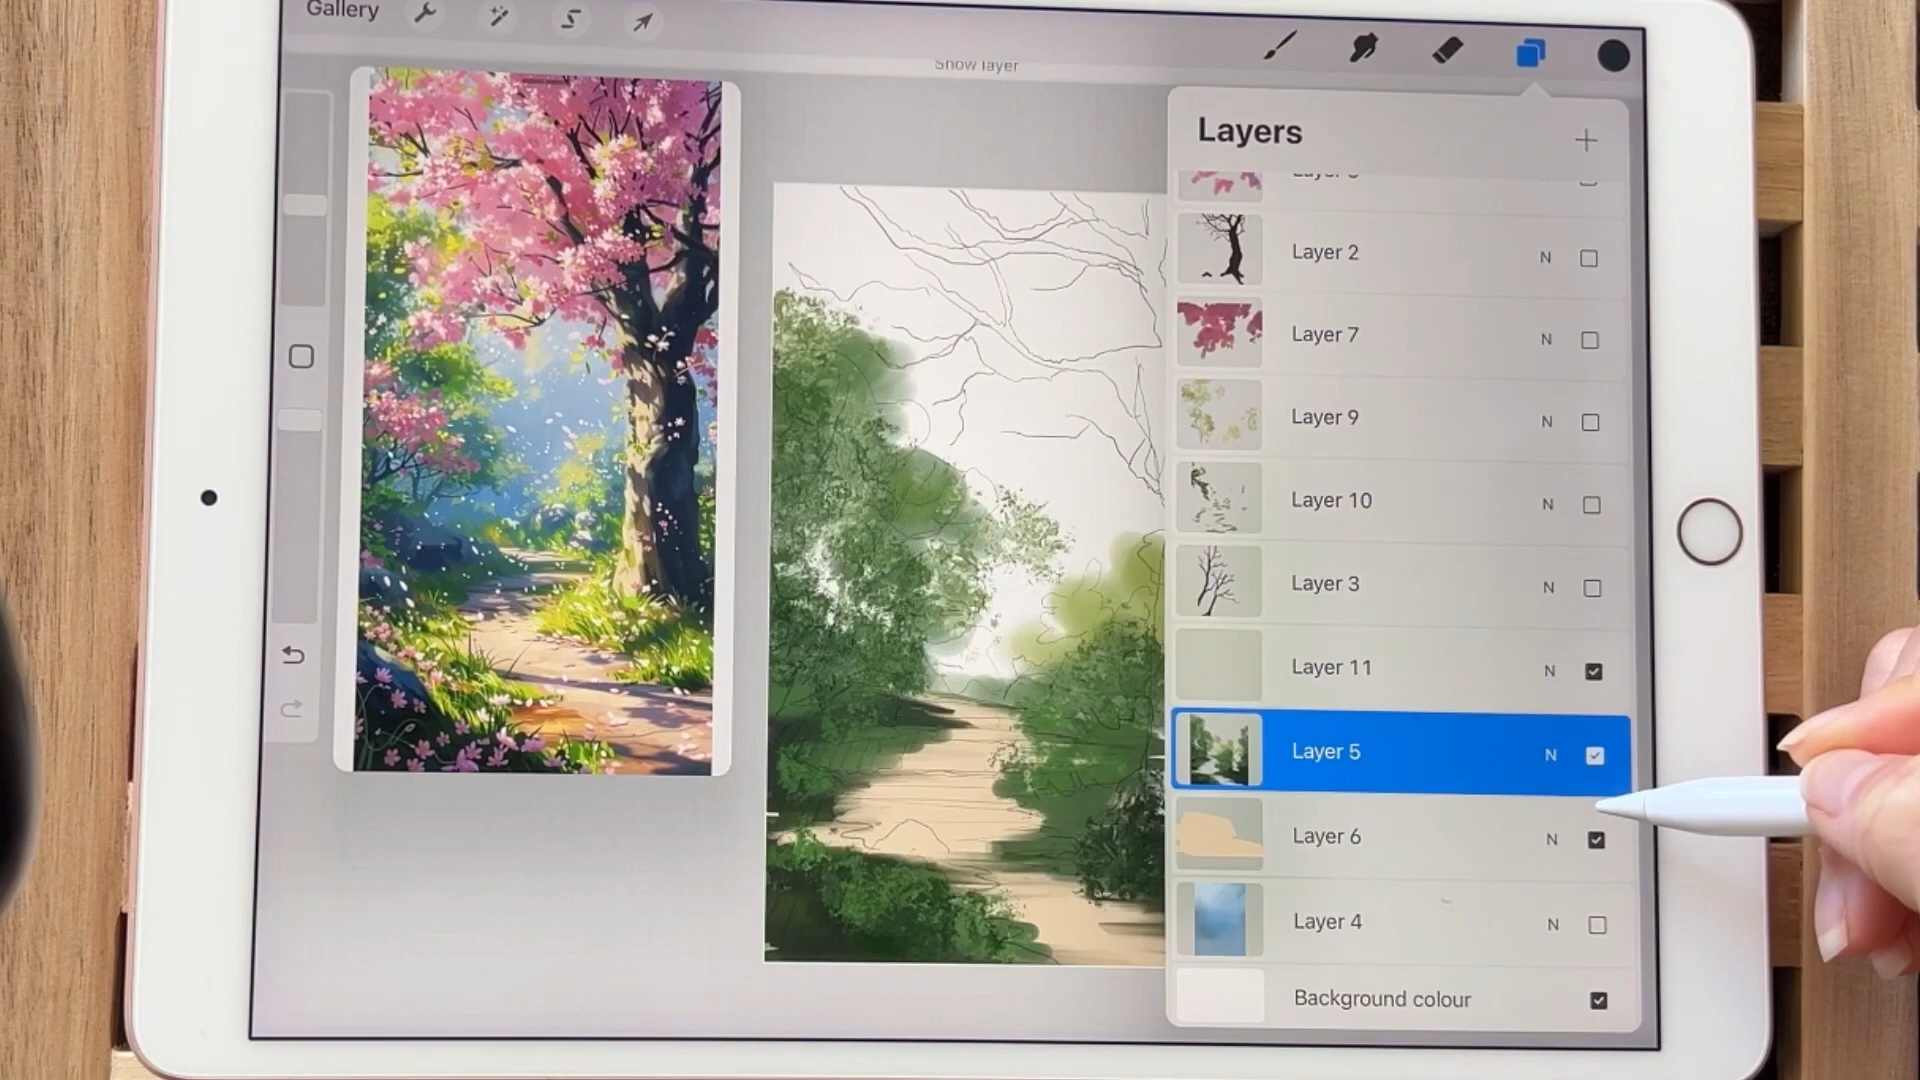 Gallery
Show layer
Layers
Layer 2 N
Layer 7 N
Layer 9 N
Layer 10 N
Layer 3 N
Layer 11 N
Layer 5 N
Layer 6 N
Layer 4 N
Background colour